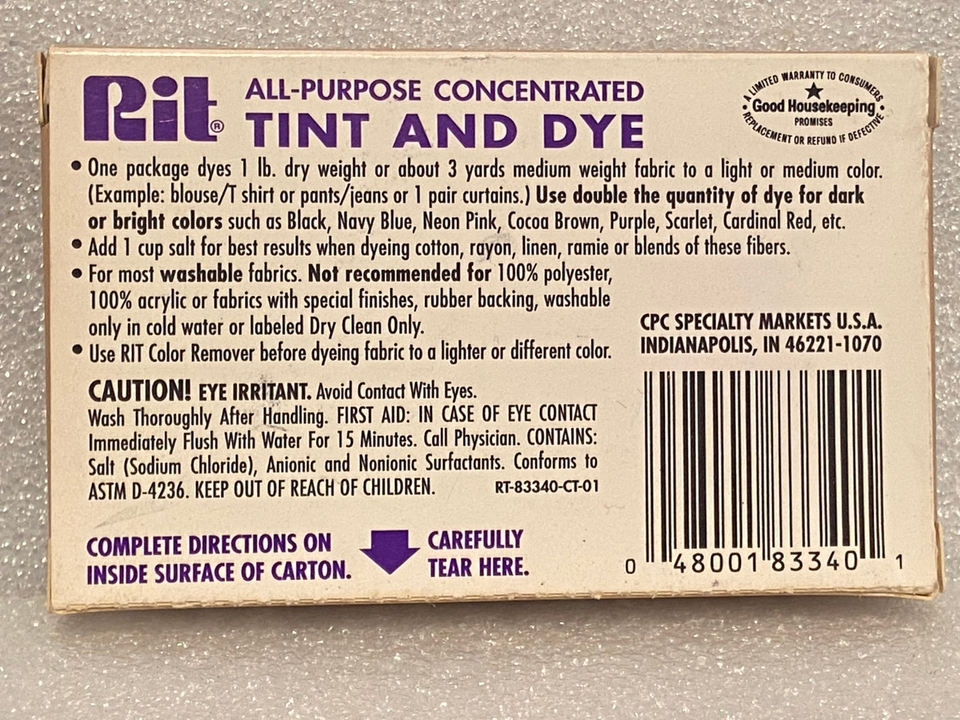 Rit® ALL-PURPOSE CONCENTRATED
TINT AND DYE
A LIMITED WARRANTY TO CONSUMERS
★
Good Housekeeping
PROMISES
REPLACEMENT OR REFUND IF DEFECTIVE
• One package dyes 1 lb. dry weight or about 3 yards medium weight fabric to a light or medium color.
(Example: blouse/T shirt or pants/jeans or 1 pair curtains.) Use double the quantity of dye for dark
or bright colors such as Black, Navy Blue, Neon Pink, Cocoa Brown, Purple, Scarlet, Cardinal Red, etc.
• Add 1 cup salt for best results when dyeing cotton, rayon, linen, ramie or blends of these fibers.
• For most washable fabrics. Not recommended for 100% polyester,
100% acrylic or fabrics with special finishes, rubber backing, washable
only in cold water or labeled Dry Clean Only.
• Use RIT Color Remover before dyeing fabric to a lighter or different color.
CPC SPECIALTY MARKETS U.S.A.
INDIANAPOLIS, IN 46221-1070
CAUTION! EYE IRRITANT. Avoid Contact With Eyes.
Wash Thoroughly After Handling. FIRST AID: IN CASE OF EYE CONTACT
Immediately Flush With Water For 15 Minutes. Call Physician. CONTAINS:
Salt (Sodium Chloride), Anionic and Nonionic Surfactants. Conforms to
ASTM D-4236. KEEP OUT OF REACH OF CHILDREN. RT-83340-CT-01
COMPLETE DIRECTIONS ON
INSIDE SURFACE OF CARTON.
CAREFULLY
TEAR HERE.
0 48001 83340 1